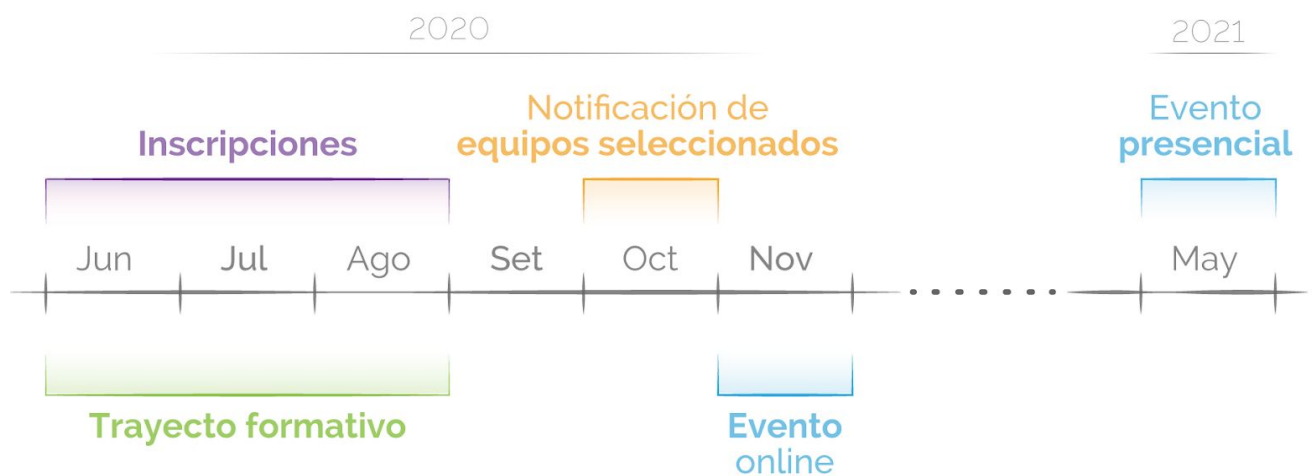 2020
2021
Inscripciones
Notificación de
equipos seleccionados
Evento
presencial
Jun Jul Ago Set Oct Nov May
Trayecto formativo
Evento
online